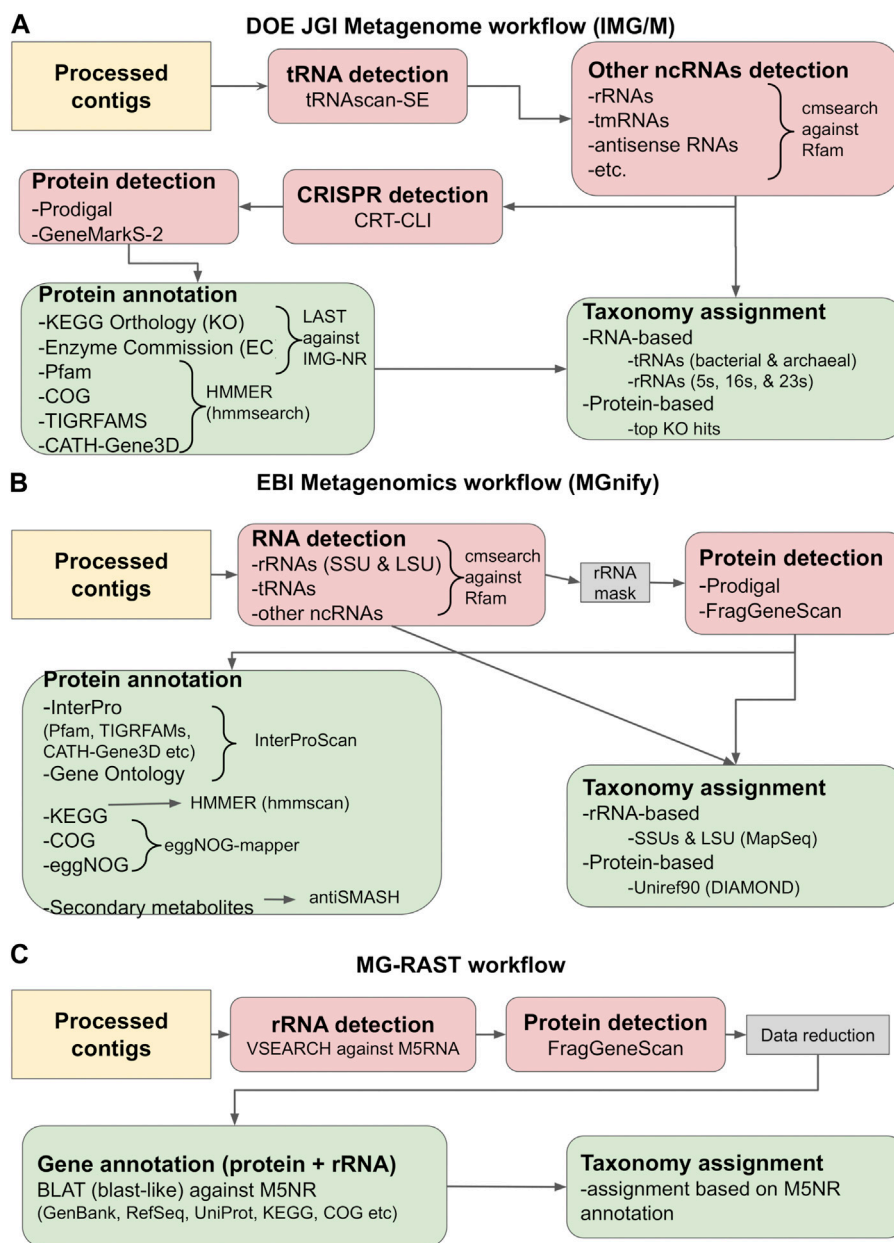 A
DOE JGI Metagenome workflow (IMG/M)
Processed
contigs
tRNA detection
tRNAscan-SE
Other ncRNAs detection
-rRNAs
-tmRNAs
-antisense RNAs
-etc.
cmsearch
against
Rfam
Protein detection
-Prodigal
-GeneMarkS-2
CRISPR detection
CRT-CLI
Protein annotation
-KEGG Orthology (KO)
-Enzyme Commission (EC
-Pfam
-COG
-TIGRFAMS
-CATH-Gene3D
LAST
against
IMG-NR
HMMER
(hmmsearch)
Taxonomy assignment
-RNA-based
-tRNAs (bacterial & archaeal)
-rRNAs (5s, 16s, & 23s)
-Protein-based
-top KO hits
B
EBI Metagenomics workflow (MGnify)
Processed
contigs
RNA detection
-rRNAs (SSU & LSU)
-tRNAs
-other ncRNAs
cmsearch
against
Rfam
rRNA
mask
Protein detection
-Prodigal
-FragGeneScan
Protein annotation
-InterPro
(Pfam, TIGRFAMs,
CATH-Gene3D etc)
-Gene Ontology
InterProScan
-KEGG
HMMER (hmmscan)
-COG
-eggNOG
eggNOG-mapper
-Secondary metabolites
antiSMASH
Taxonomy assignment
-rRNA-based
-SSUs & LSU (MapSeq)
-Protein-based
-Uniref90 (DIAMOND)
C
MG-RAST workflow
Processed
contigs
rRNA detection
VSEARCH against M5RNA
Protein detection
FragGeneScan
Data reduction
Gene annotation (protein + rRNA)
BLAT (blast-like) against M5NR
(GenBank, RefSeq, UniProt, KEGG, COG etc)
Taxonomy assignment
-assignment based on M5NR
annotation